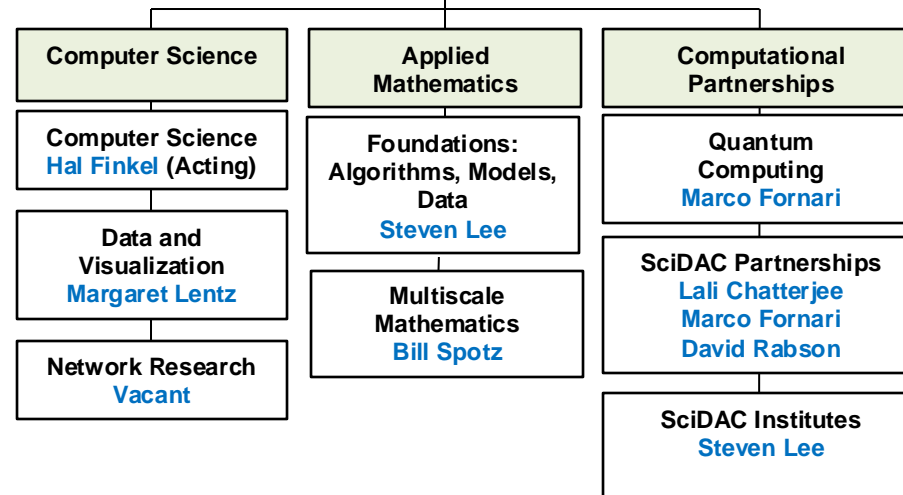 Computer Science
Computer Science
Hal Finkel (Acting)
Data and
Visualization
Margaret Lentz
Network Research
Vacant
Applied
Mathematics
Foundations:
Algorithms, Models,
Data
Steven Lee
Multiscale
Mathematics
Bill Spotz
Computational
Partnerships
Quantum
Computing
Marco Fornari
SciDAC Partnerships
Lali Chatterjee
Marco Fornari
David Rabson
SciDAC Institutes
Steven Lee